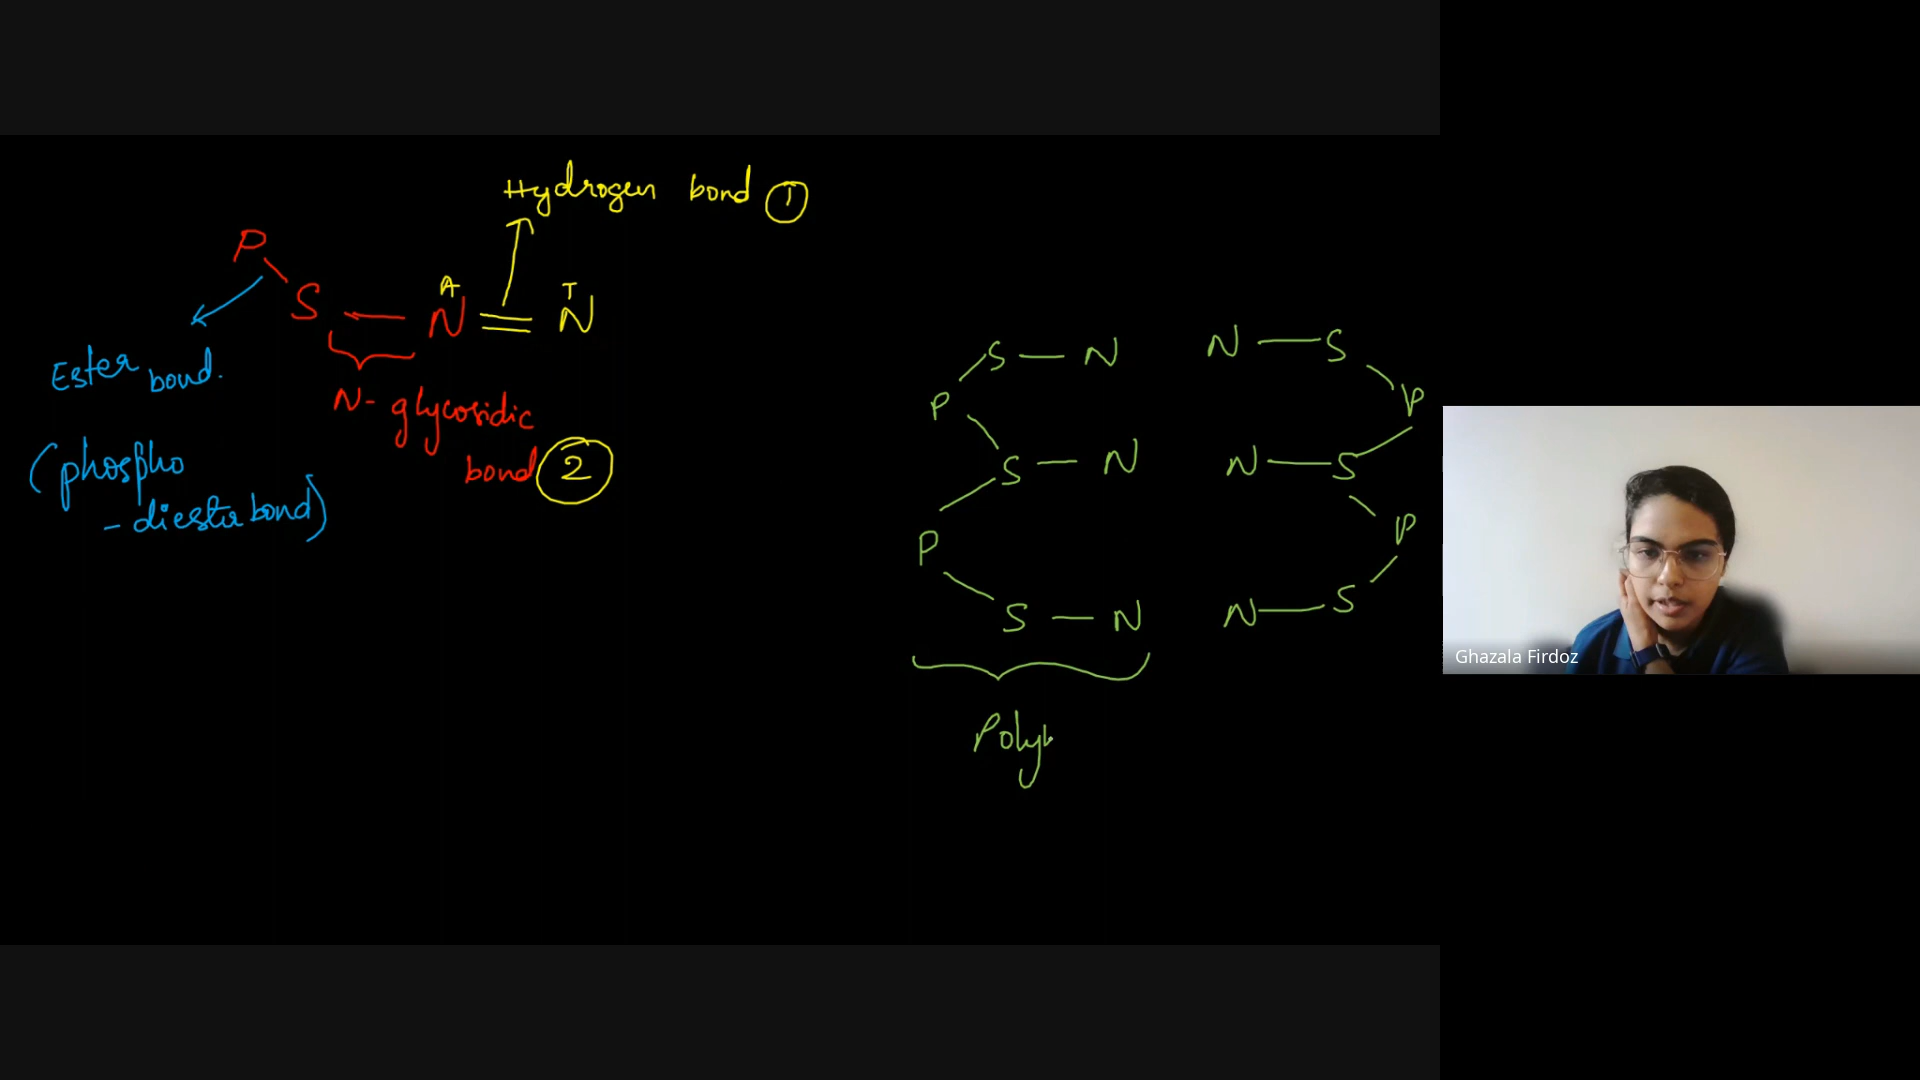 Hydrogen bond ①
P
S — N = N
A T
Ester bond.
N- glycosidic
bond ②
(phospho
- diester bond)
S — N N — S
P P
S — N N — S
P P
S — N N — S
Ghazala Firdoz